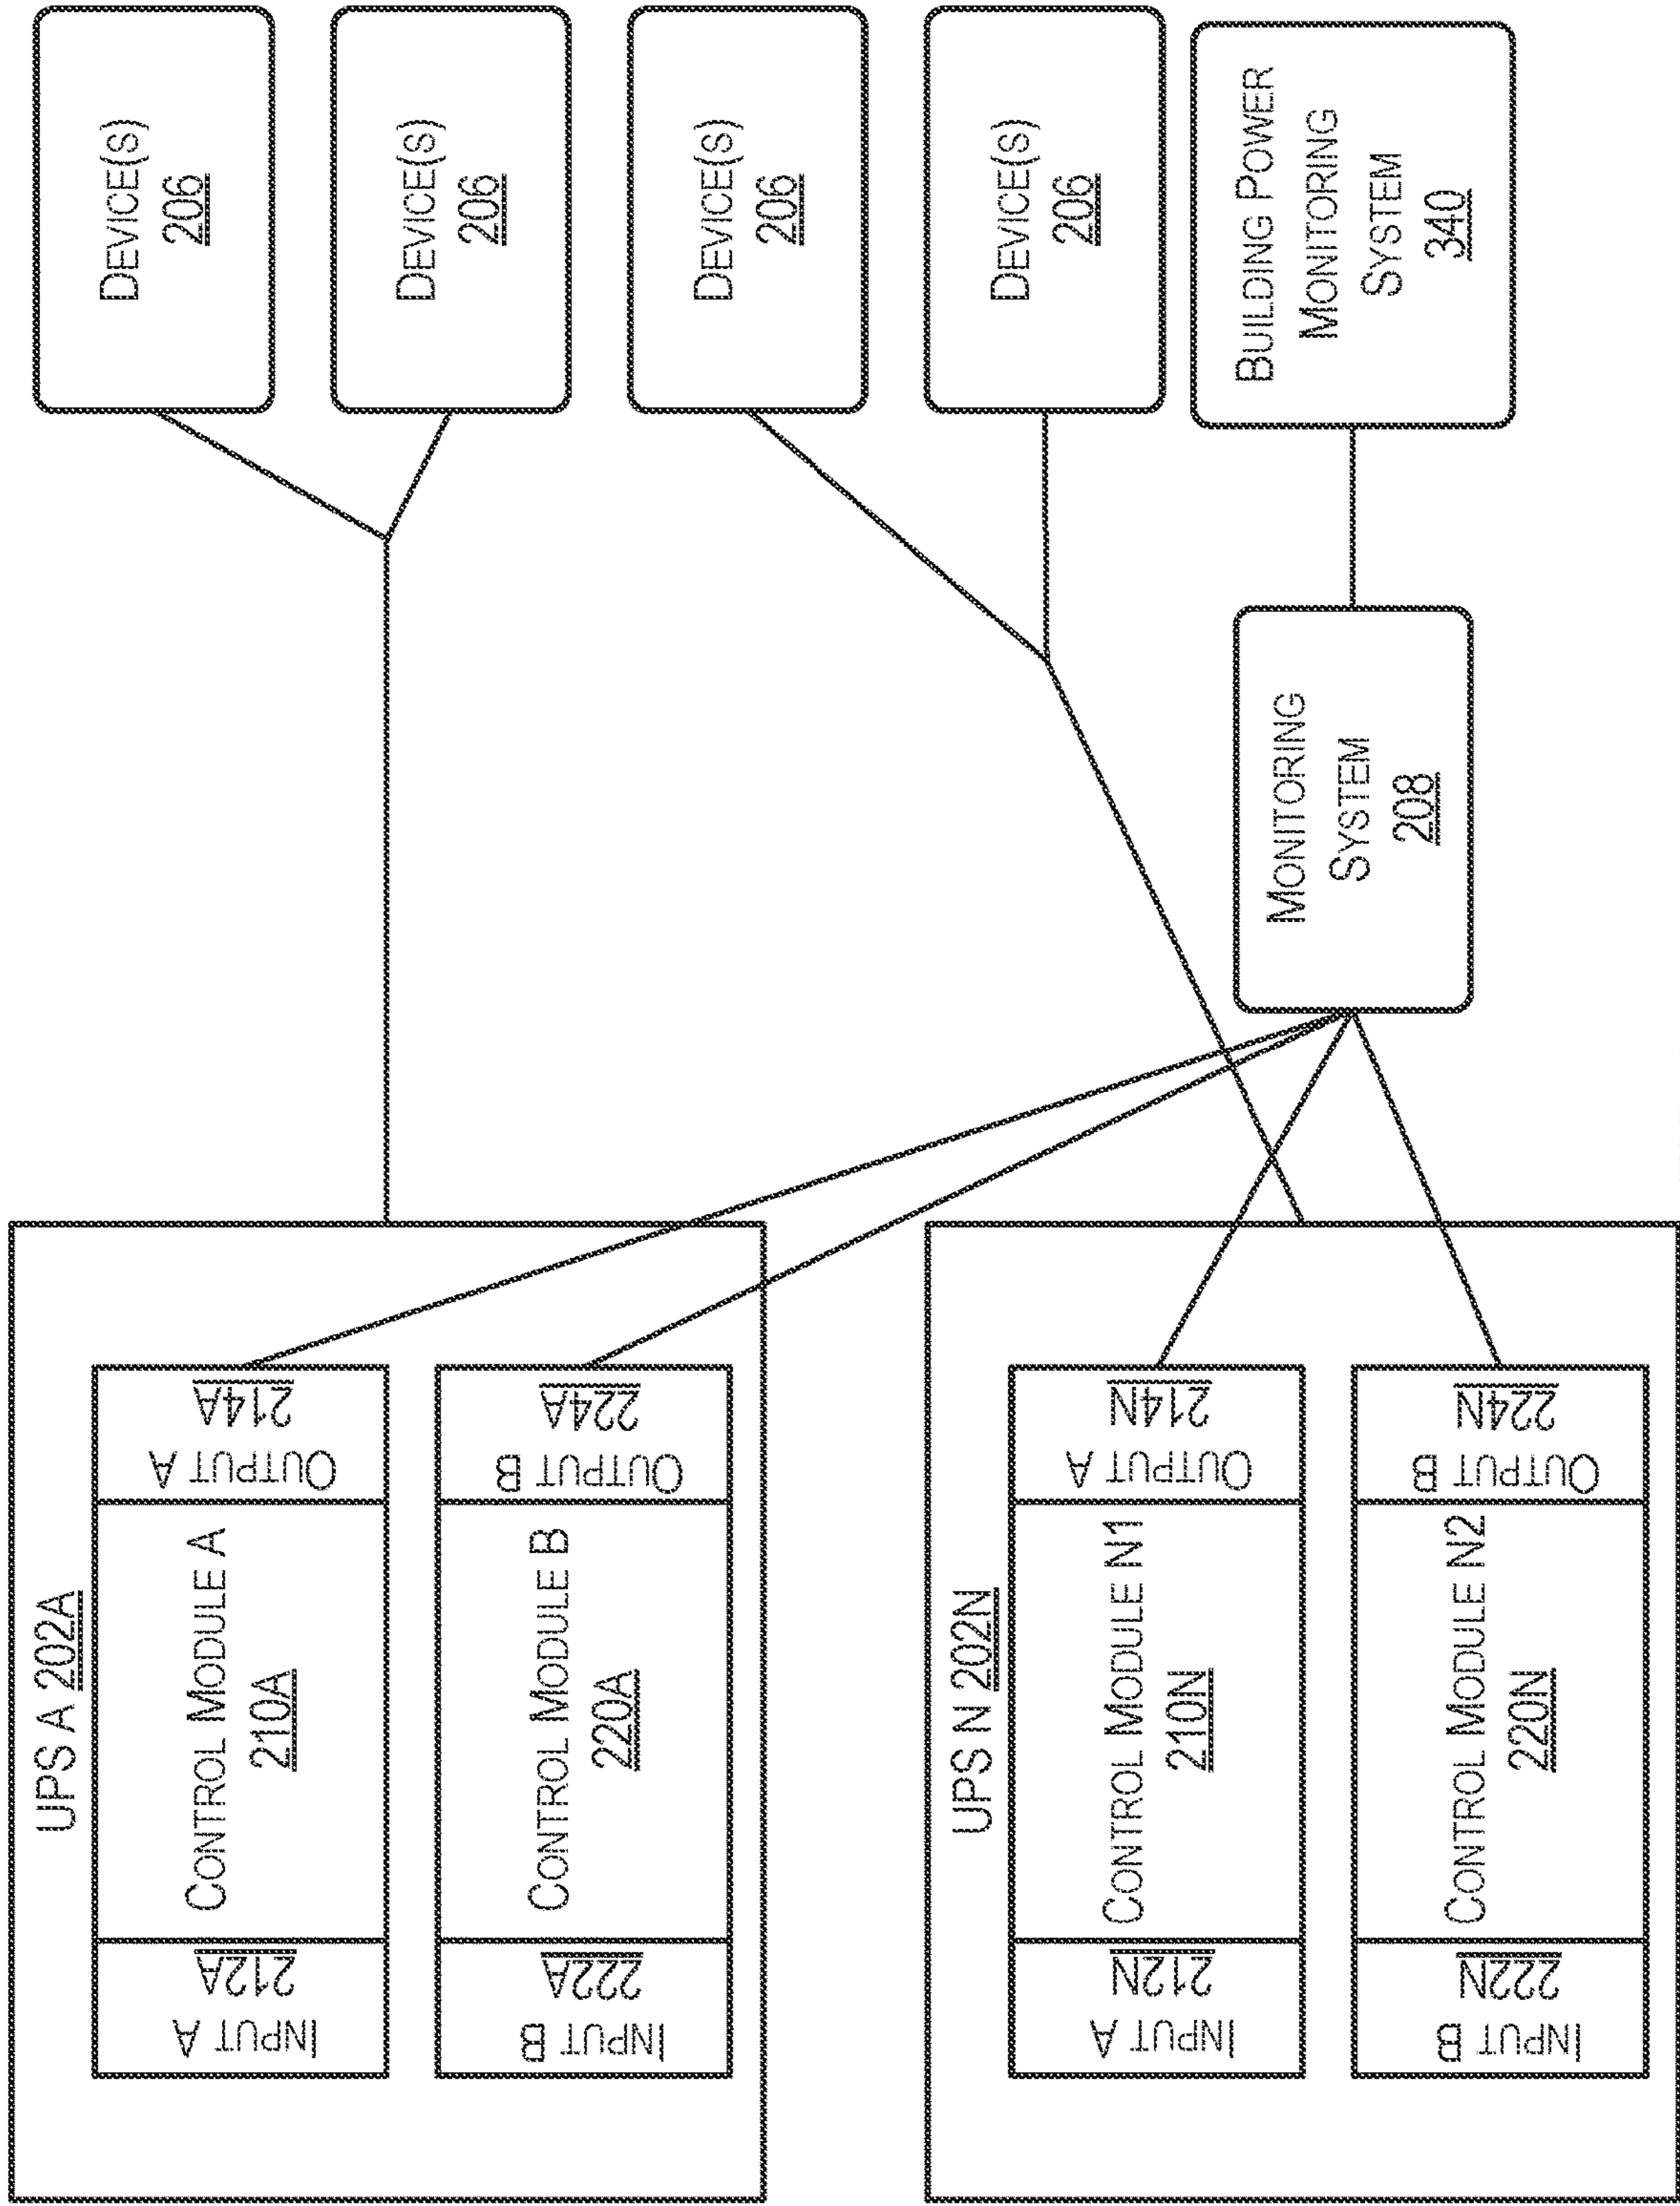 UPS A 202A
INPUT A
212A
CONTROL MODULE A
210A
OUTPUT A
214A
INPUT B
222A
CONTROL MODULE B
220A
OUTPUT B
224A
UPS N 202N
INPUT A
212N
CONTROL MODULE N1
210N
OUTPUT A
214N
INPUT B
222N
CONTROL MODULE N2
220N
OUTPUT B
224N
MONITORING
SYSTEM
208
DEVICE(S)
206
DEVICE(S)
206
DEVICE(S)
206
DEVICE(S)
206
BUILDING POWER
MONITORING
SYSTEM
340